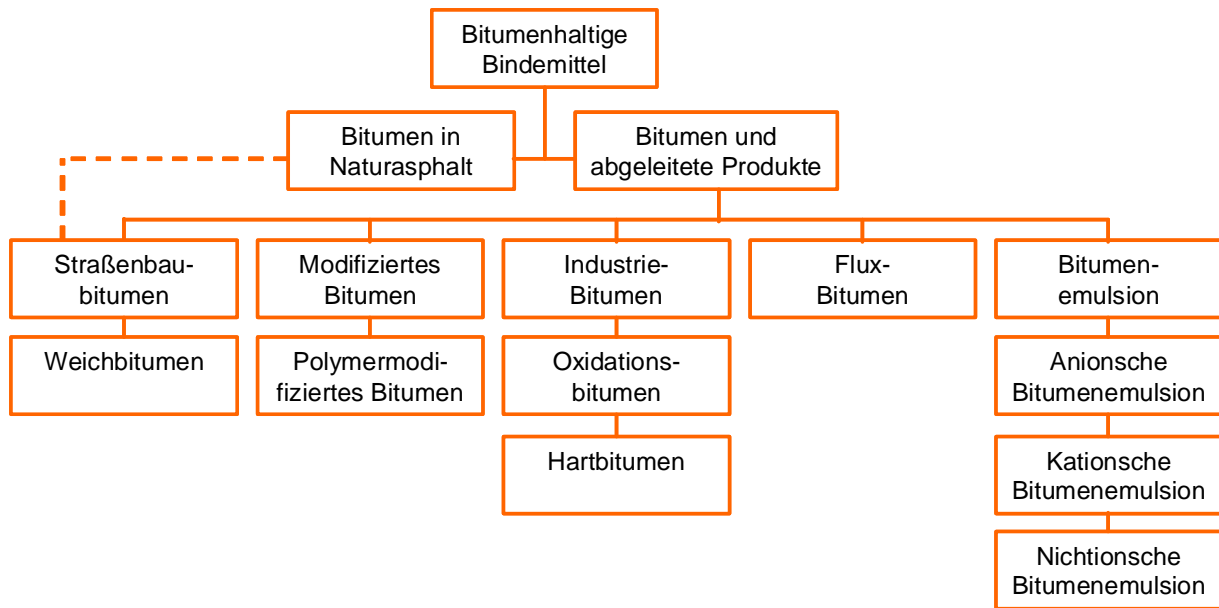 Bitumenhaltige
Bindemittel
Bitumen in
Naturasphalt
Bitumen und
abgeleitete Produkte
Straßenbau-
bitumen
Modifiziertes
Bitumen
Industrie-
Bitumen
Flux-
Bitumen
Bitumen-
emulsion
Weichbitumen
Polymermodi-
fiziertes Bitumen
Oxidations-
bitumen
Anionsche
Bitumenemulsion
Hartbitumen
Kationsche
Bitumenemulsion
Nichtionsche
Bitumenemulsion